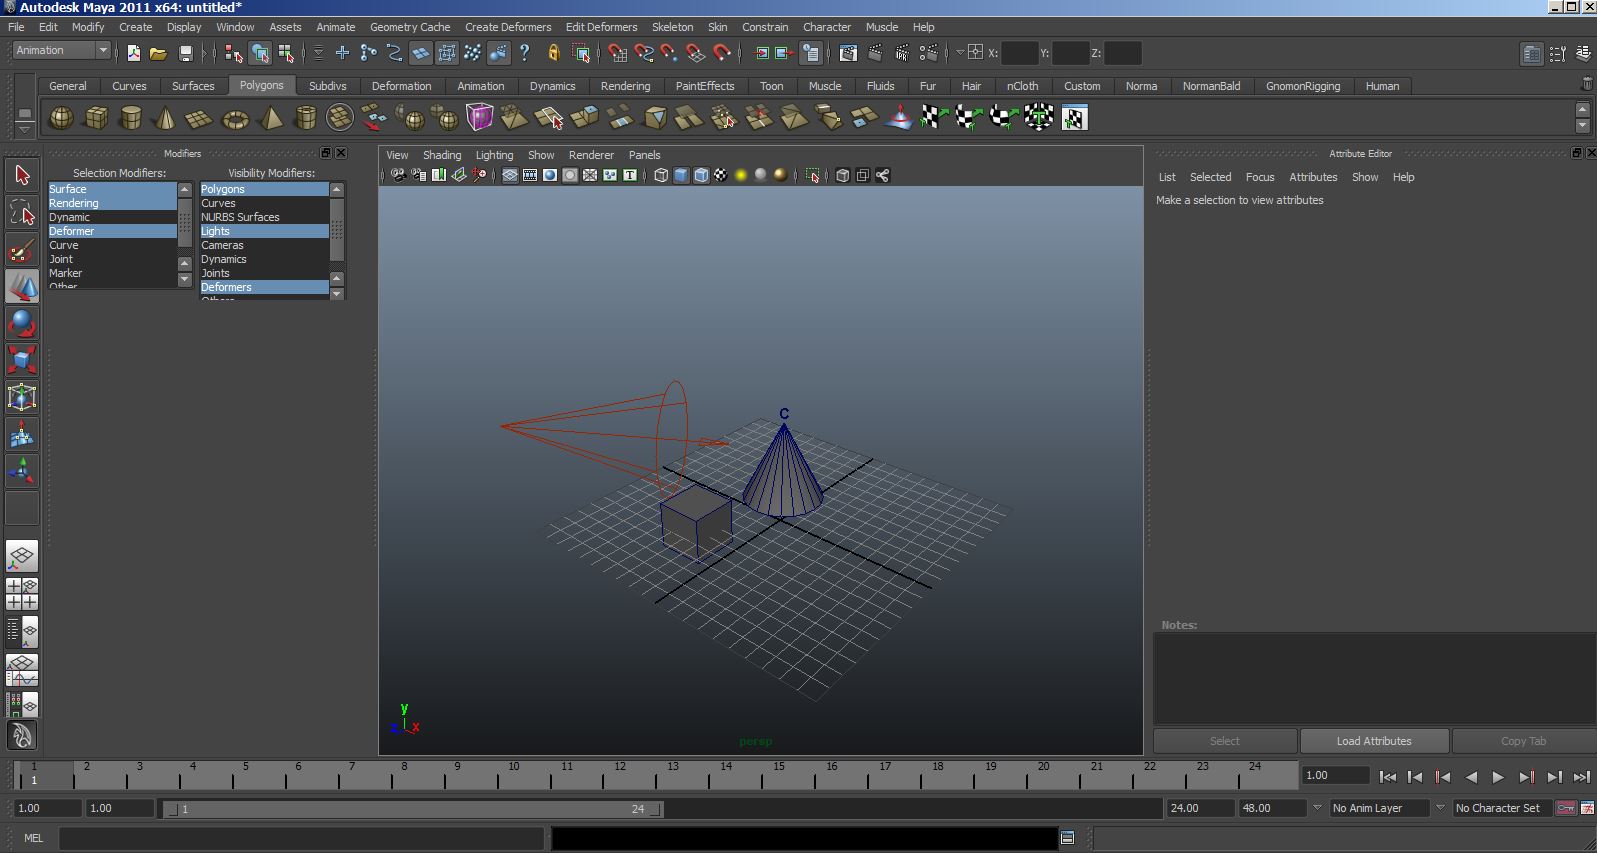 Autodesk Maya 2011 x64: untitled*
File Edit Modify Create Display Window Assets Animate Geometry Cache Create Deformers Edit Deformers Skeleton Skin Constrain Character Muscle Help
Animation X: Y: Z:
General Curves Surfaces Polygons Subdivs Deformation Animation Dynamics Rendering PaintEffects Toon Muscle Fluids Fur Hair nCloth Custom Norma NormanBald GnomonRigging Human
Modifiers
Selection Modifiers:
Surface
Rendering
Dynamic
Deformer
Curve
Joint
Marker
Other
Visibility Modifiers:
Polygons
Curves
NURBS Surfaces
Lights
Cameras
Dynamics
Joints
Deformers
Others
View Shading Lighting Show Renderer Panels
T
C
y
x
z
persp
Attribute Editor
List Selected Focus Attributes Show Help
Make a selection to view attributes
Notes:
Select Load Attributes Copy Tab
1 2 3 4 5 6 7 8 9 10 11 12 13 14 15 16 17 18 19 20 21 22 23 24
1
1.00
1.00 1.00 1 24 24.00 48.00 No Anim Layer No Character Set
MEL